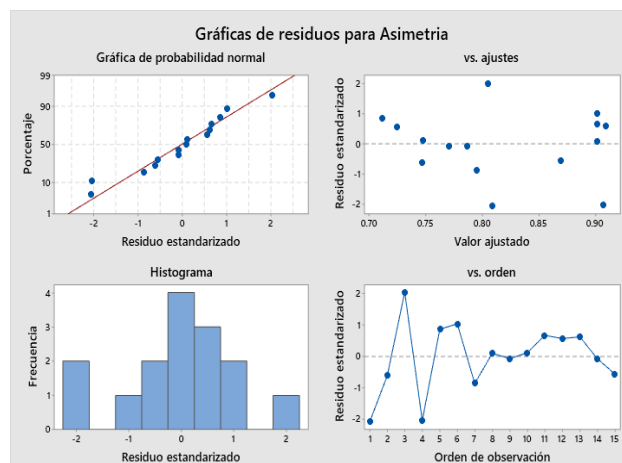 Gráficas de residuos para Asimetria
Gráfica de probabilidad normal
99
90
50
10
1
Porcentaje
-2 -1 0 1 2
Residuo estandarizado
vs. ajustes
2
1
0
-1
-2
Residuo estandarizado
0.70 0.75 0.80 0.85 0.90
Valor ajustado
Histograma
4
3
2
1
0
Frecuencia
-2 -1 0 1 2
Residuo estandarizado
vs. orden
2
1
0
-1
-2
Residuo estandarizado
1 2 3 4 5 6 7 8 9 10 11 12 13 14 15
Orden de observación